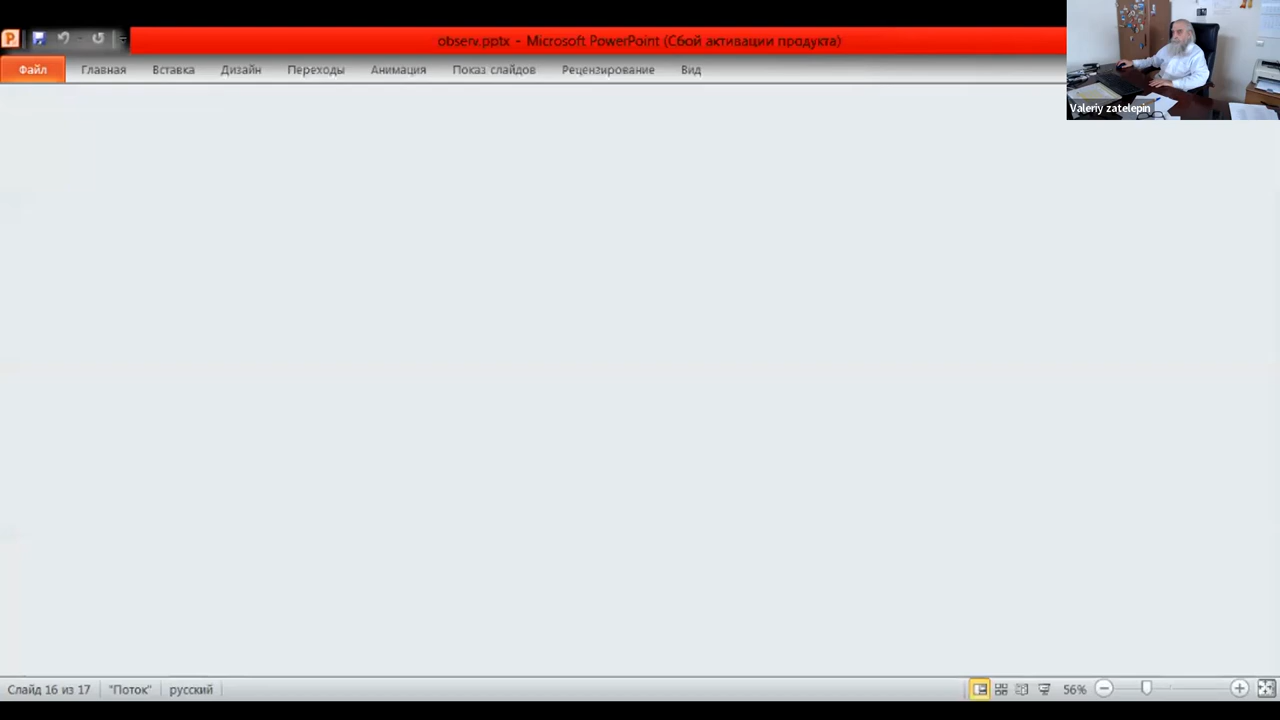 observ.pptx - Microsoft PowerPoint (Сбой активации продукта)
Файл Главная Вставка Дизайн Переходы Анимация Показ слайдов Рецензирование Вид
Valeriy zatelepin
Слайд 16 из 17 "Поток" русский 56%